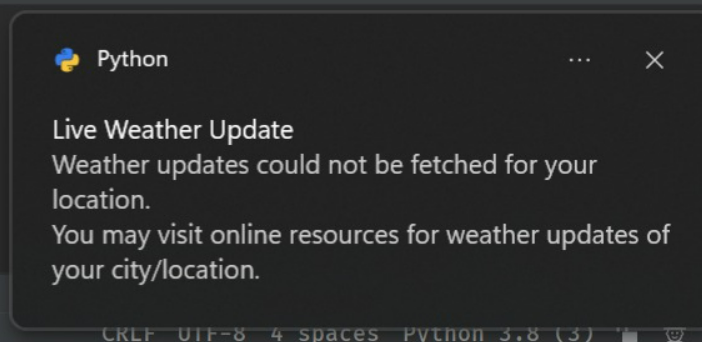 Python
Live Weather Update
Weather updates could not be fetched for your
location.
You may visit online resources for weather updates of
your city/location.
CRLF UTF-8 4 spaces Python 3.8 (3)